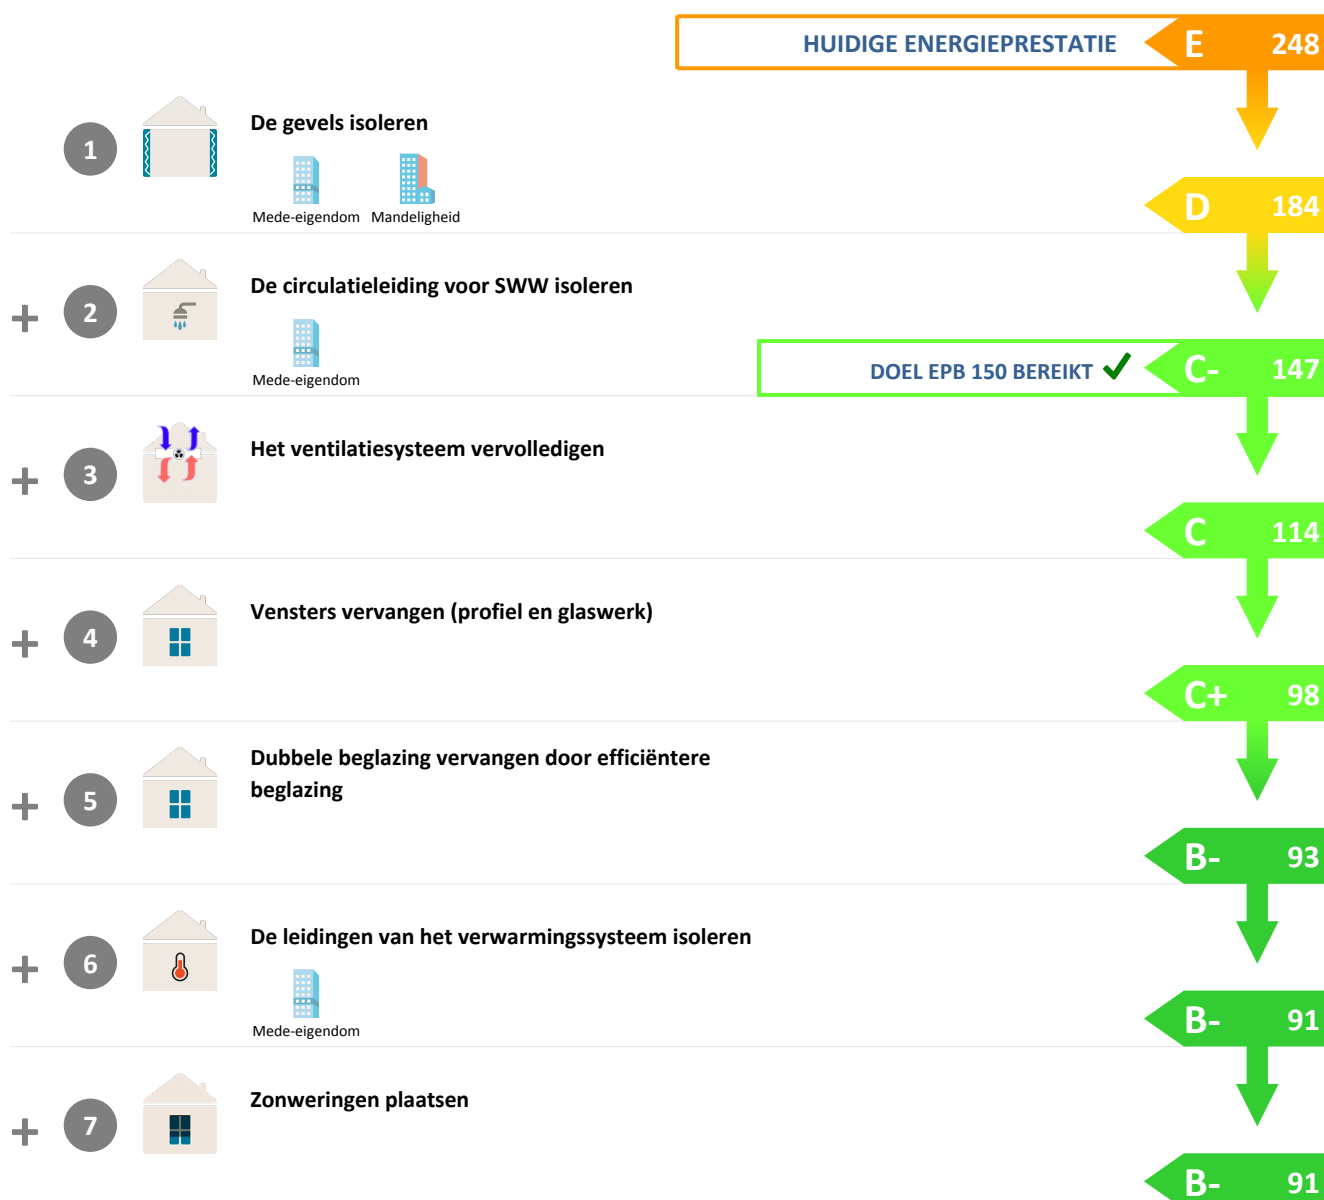 HUIDIGE ENERGIEPRESTATIE E 248
1 De gevels isoleren
Mede-eigendom Mandeligheid
D 184
+ 2 De circulatieleiding voor SWW isoleren
Mede-eigendom
DOEL EPB 150 BEREIKT ✔ C- 147
+ 3 Het ventilatiesysteem vervolledigen
C 114
+ 4 Vensters vervangen (profiel en glaswerk)
C+ 98
+ 5 Dubbele beglazing vervangen door efficiëntere
beglazing
B- 93
+ 6 De leidingen van het verwarmingssysteem isoleren
Mede-eigendom
B- 91
+ 7 Zonweringen plaatsen
B- 91